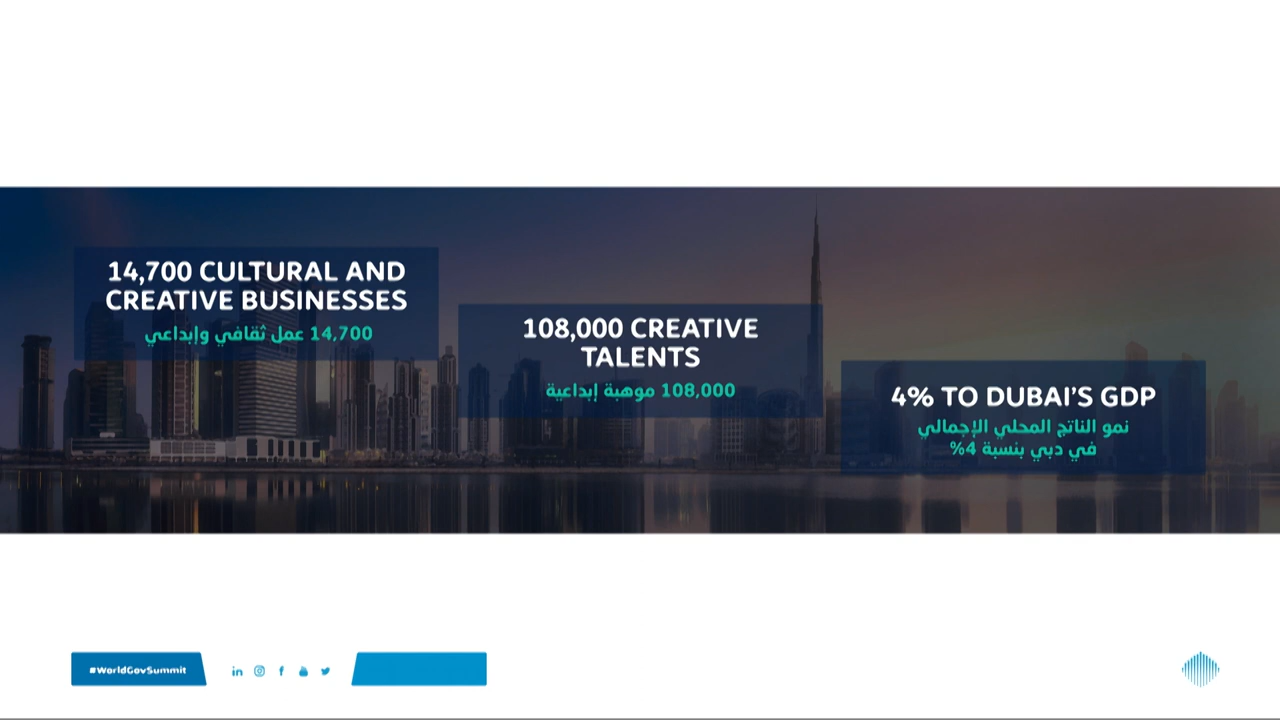 14,700 CULTURAL AND
CREATIVE BUSINESSES
14,700 عمل ثقافي وإبداعي
108,000 CREATIVE
TALENTS
108,000 موهبة إبداعية
4% TO DUBAI'S GDP
نمو الناتج المحلي الإجمالي
في دبي بنسبة 4%
#WorldGovSummit